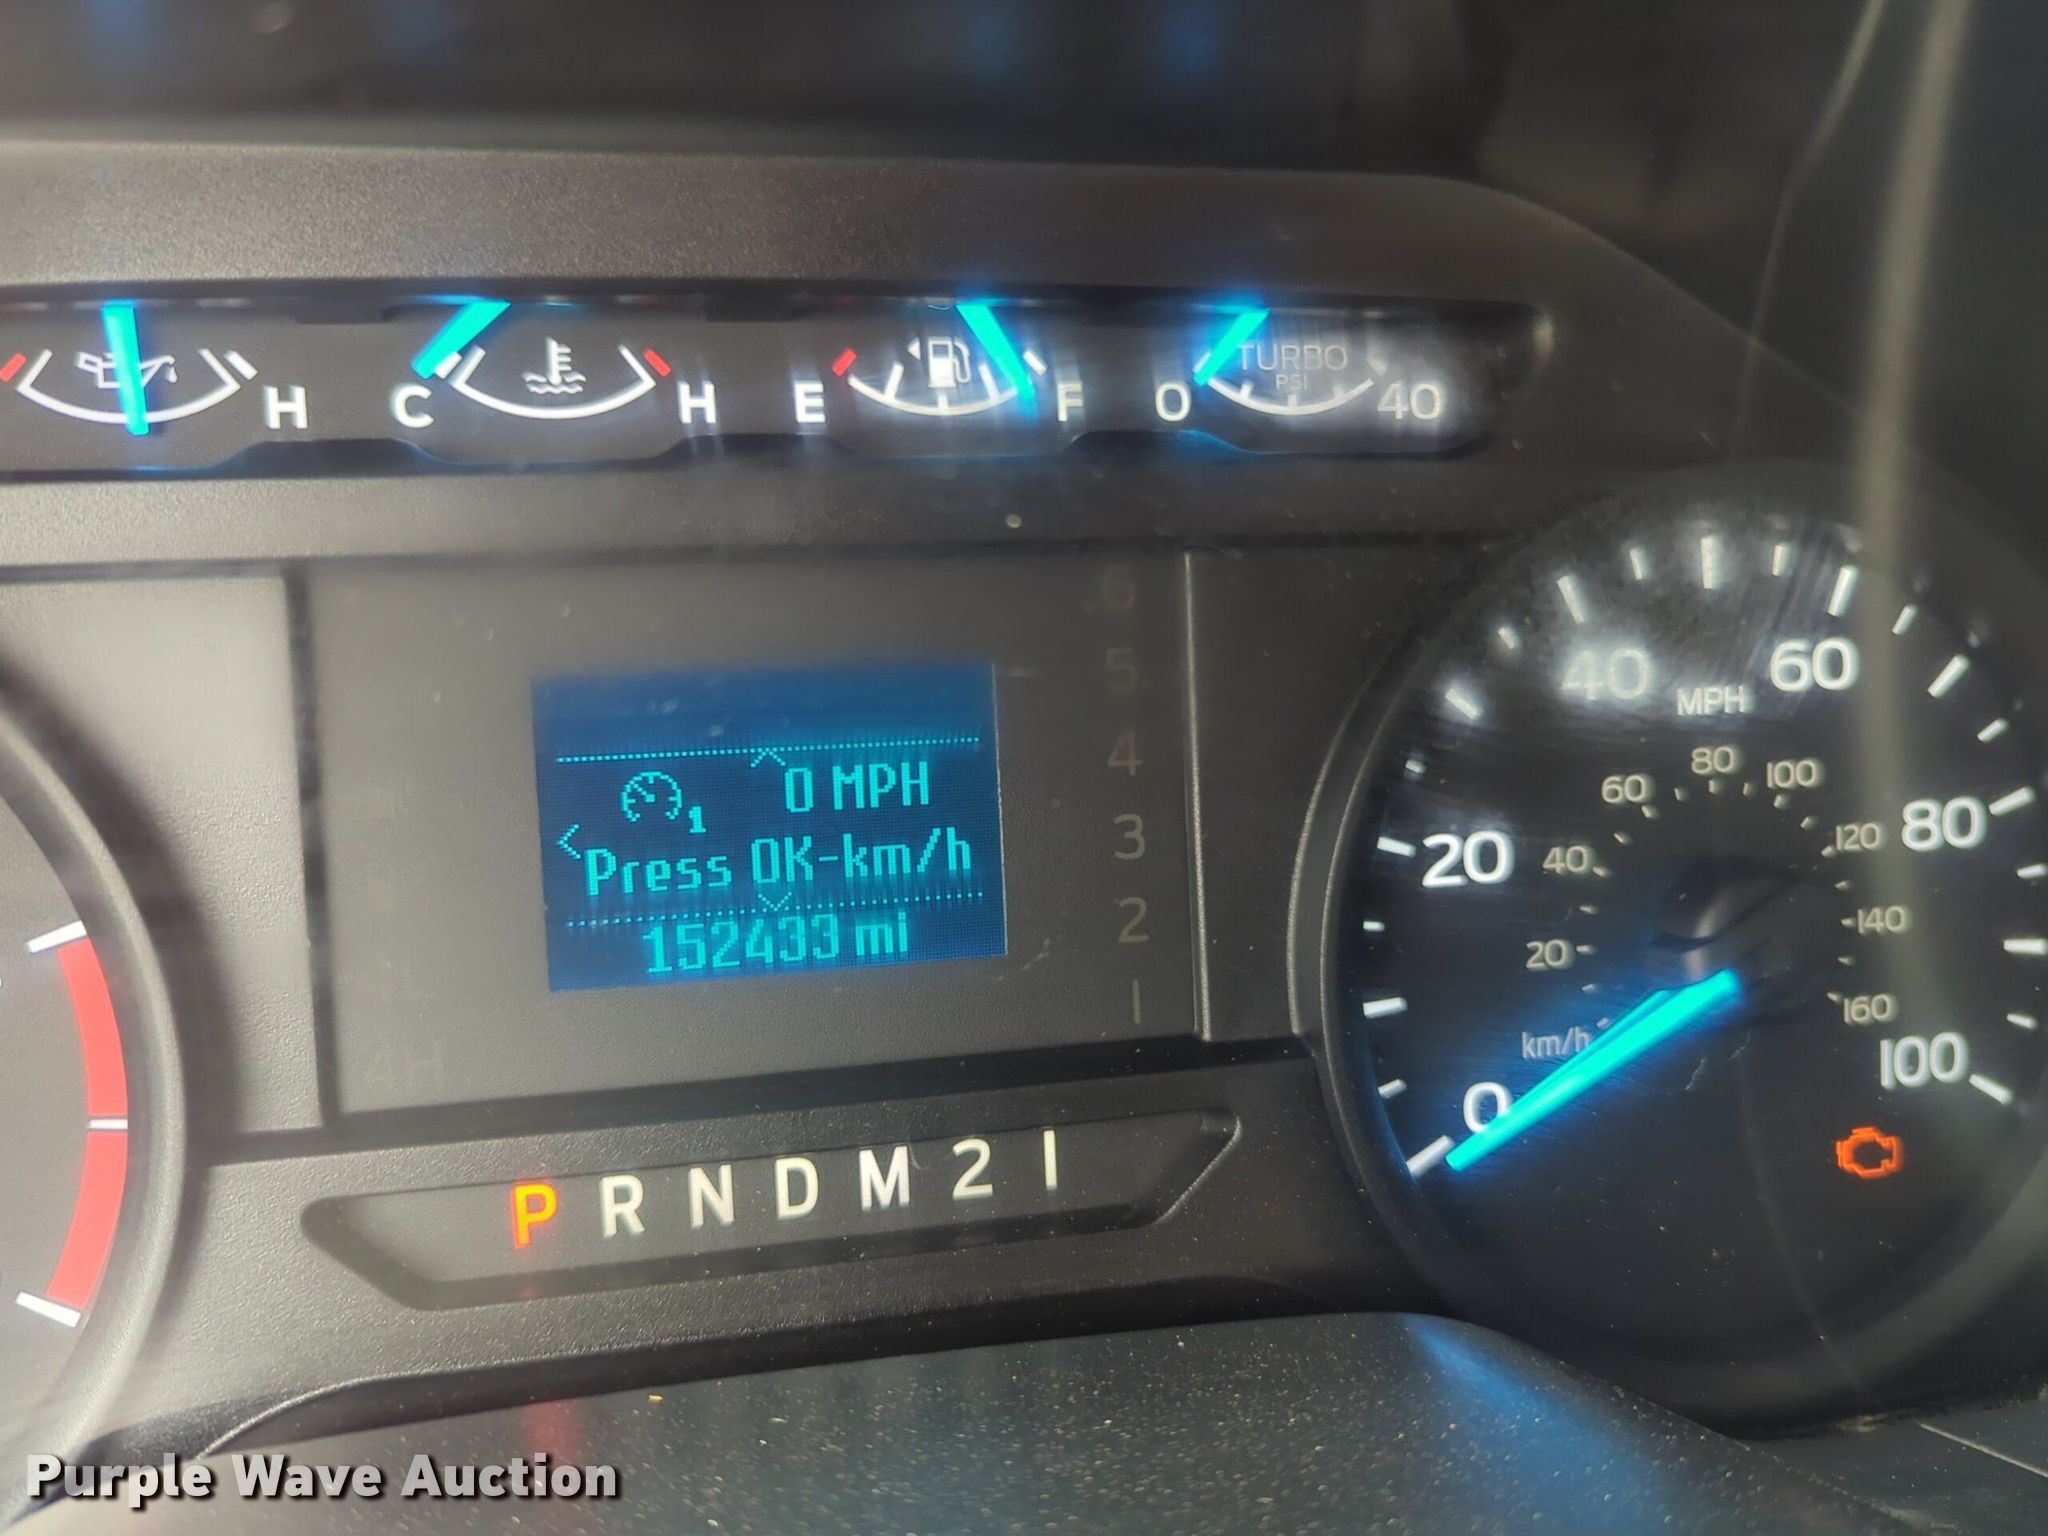 H C H E F O TURBO 40
PSI
6
5
4
3
2
1
0 MPH
1
Press OK-km/h
152433 mi
P R N D M 2 1
0 20 40 60 80 100
MPH
20 40 60 80 100 120 140 160
km/h
Purple Wave Auction